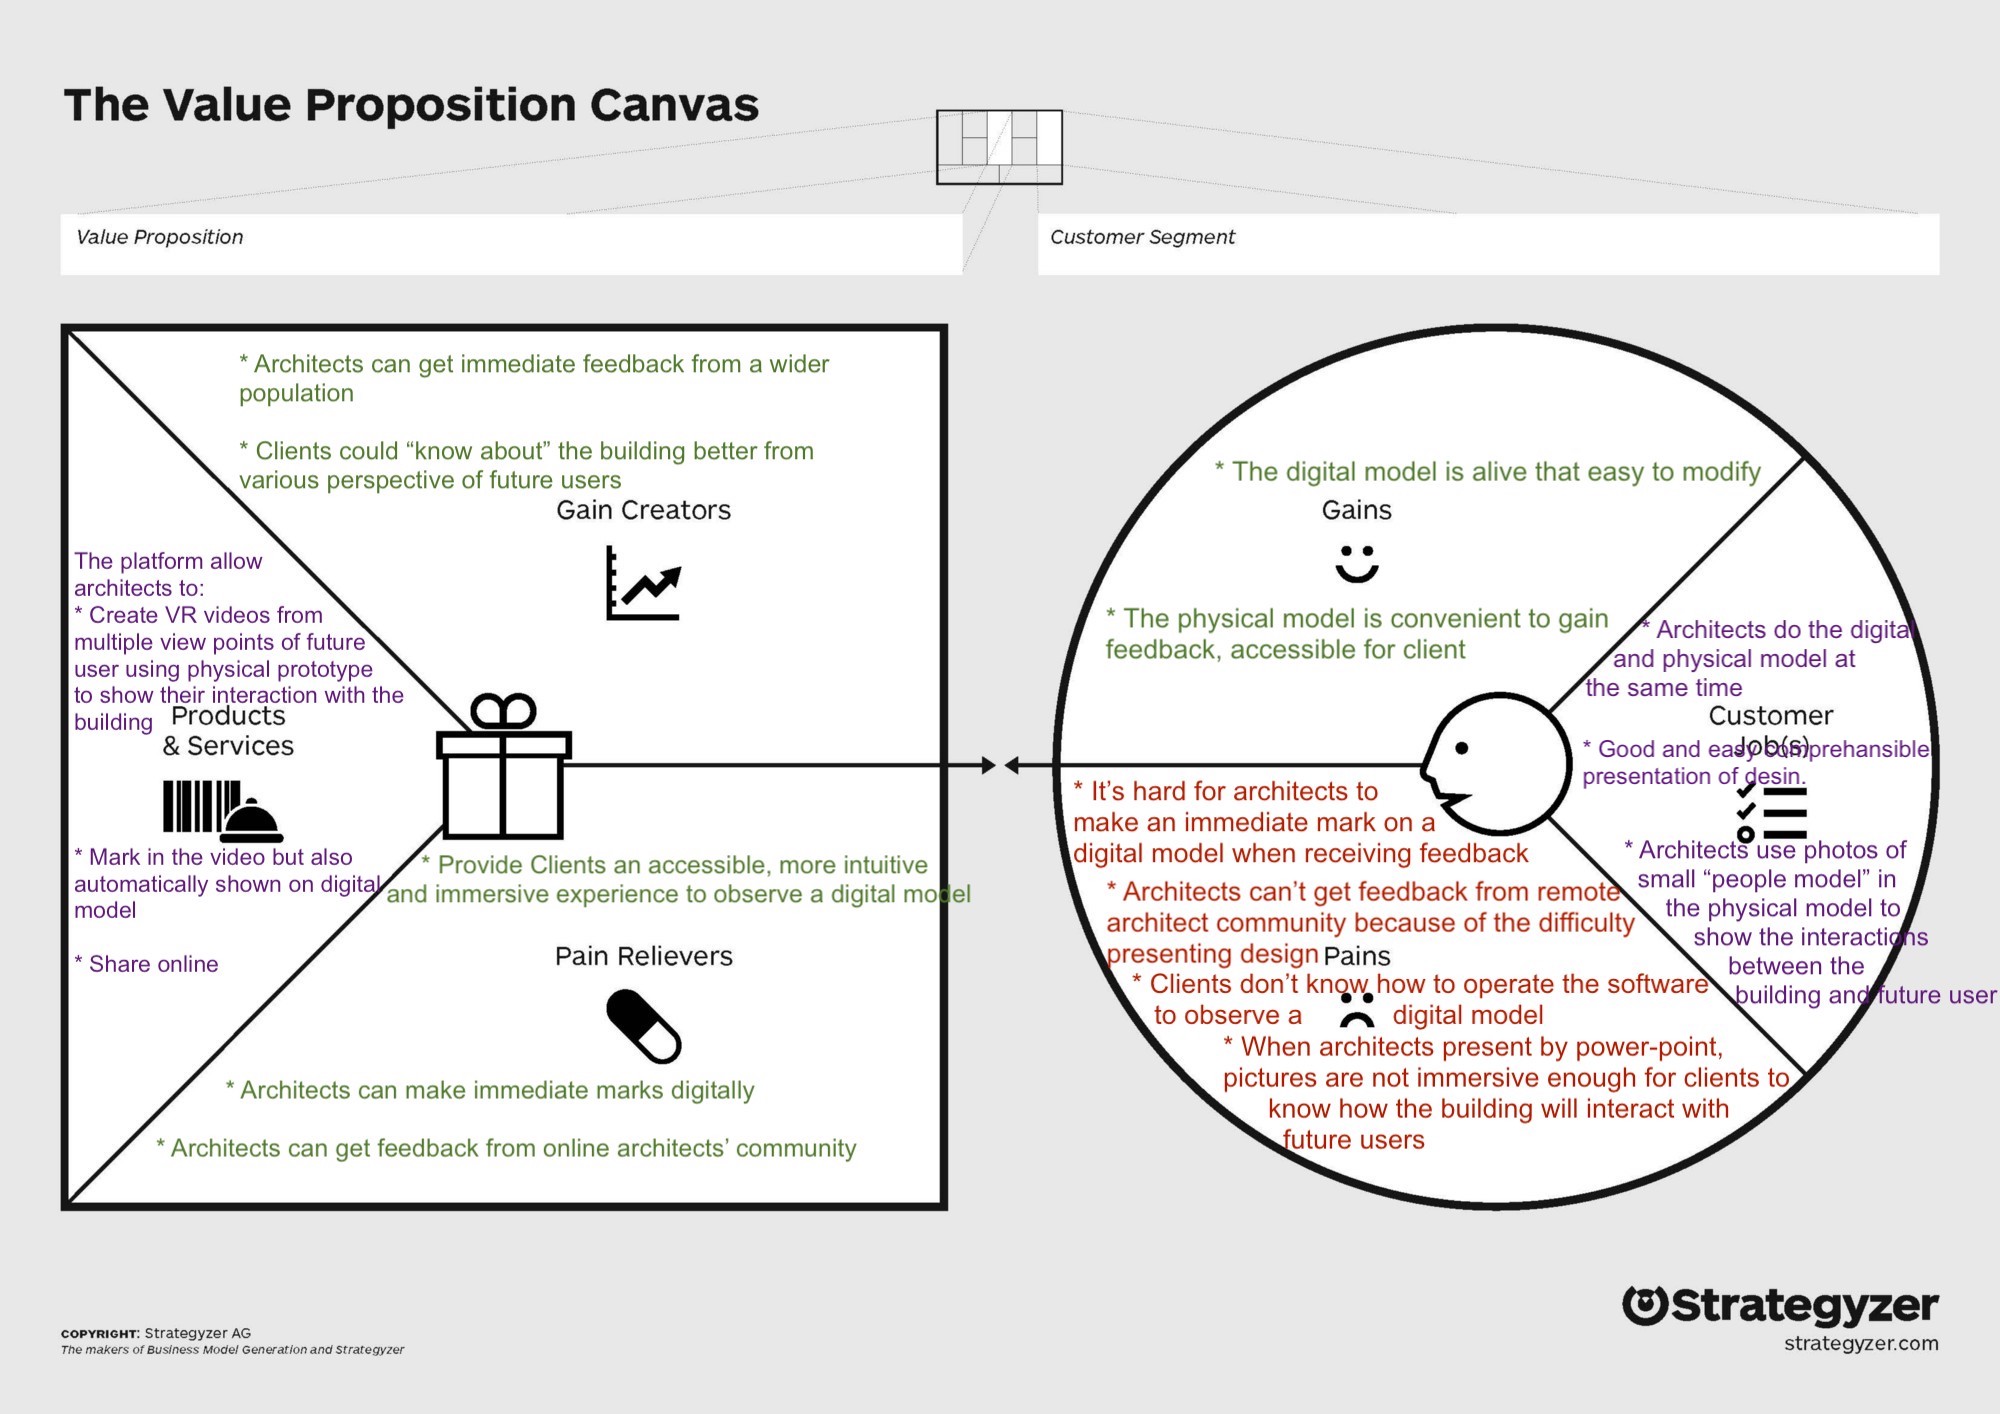 The Value Proposition Canvas
Value Proposition
Customer Segment
* Architects can get immediate feedback from a wider
population
* Clients could “know about” the building better from
various perspective of future users
Gain Creators
The platform allow
architects to:
* Create VR videos from
multiple view points of future
user using physical prototype
to show their interaction with the
building
Products
& Services
* Mark in the video but also
automatically shown on digital
model
* Share online
* Provide Clients an accessible, more intuitive
and immersive experience to observe a digital model
Pain Relievers
* Architects can make immediate marks digitally
* Architects can get feedback from online architects’ community
* The digital model is alive that easy to modify
Gains
* The physical model is convenient to gain
feedback, accessible for client
* Architects do the digital
and physical model at
the same time
Customer
Job(s)
* Good and easy comprehansible
presentation of desin.
* Architects use photos of
small “people model” in
the physical model to
show the interactions
between the
building and future user
* It’s hard for architects to
make an immediate mark on a
digital model when receiving feedback
* Architects can’t get feedback from remote
architect community because of the difficulty
presenting design
Pains
* Clients don’t know how to operate the software
to observe a digital model
* When architects present by power-point,
pictures are not immersive enough for clients to
know how the building will interact with
future users
COPYRIGHT: Strategyzer AG
The makers of Business Model Generation and Strategyzer
Strategyzer
strategyzer.com